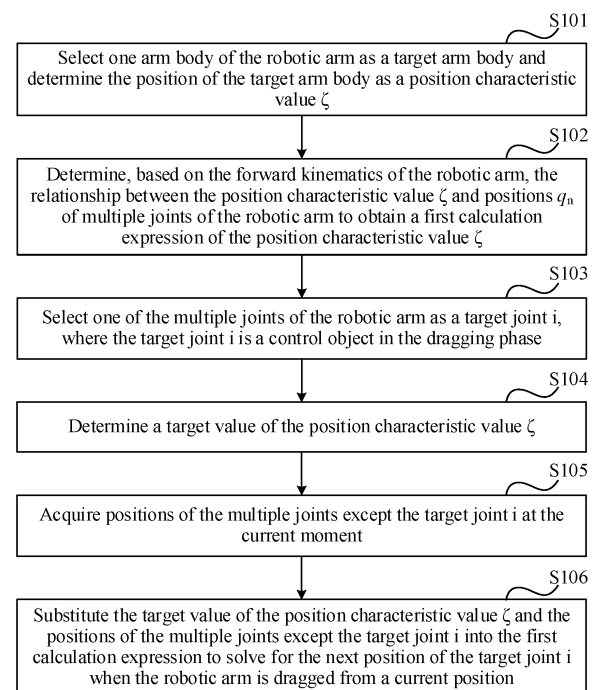 S101
Select one arm body of the robotic arm as a target arm body and
determine the position of the target arm body as a position characteristic
value ζ
S102
Determine, based on the forward kinematics of the robotic arm, the
relationship between the position characteristic value ζ and positions qn
of multiple joints of the robotic arm to obtain a first calculation
expression of the position characteristic value ζ
S103
Select one of the multiple joints of the robotic arm as a target joint i,
where the target joint i is a control object in the dragging phase
S104
Determine a target value of the position characteristic value ζ
S105
Acquire positions of the multiple joints except the target joint i at the
current moment
S106
Substitute the target value of the position characteristic value ζ and the
positions of the multiple joints except the target joint i into the first
calculation expression to solve for the next position of the target joint i
when the robotic arm is dragged from a current position